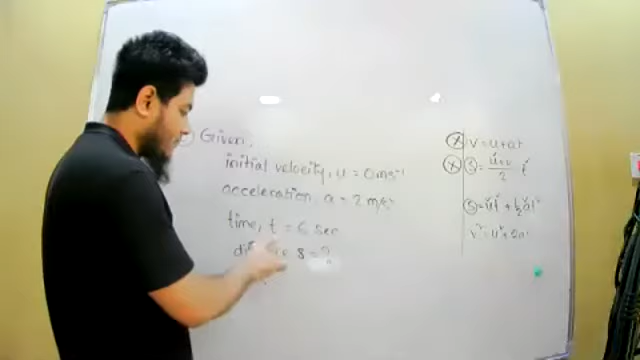 Given,
initial velocity, u = 0 ms⁻¹
acceleration, a = 2 m/s²
time, t = 6 sec
s = ?
v = u+at
s = u+v/2 t
s = ut + ½at²
v² = u² + 2a